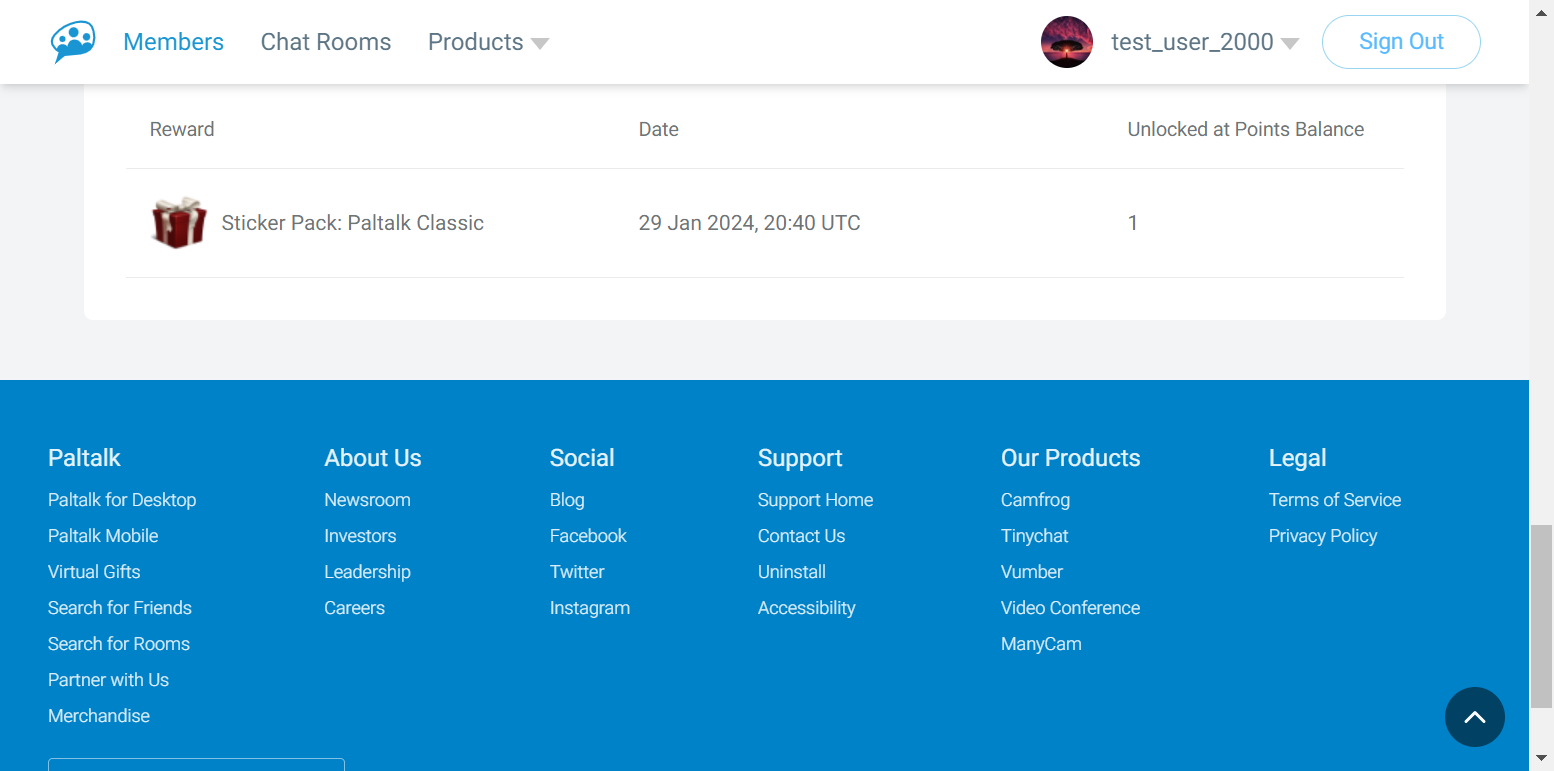 Members Chat Rooms Products test_user_2000 Sign Out
Reward Date Unlocked at Points Balance
Sticker Pack: Paltalk Classic 29 Jan 2024, 20:40 UTC 1
Paltalk
Paltalk for Desktop
Paltalk Mobile
Virtual Gifts
Search for Friends
Search for Rooms
Partner with Us
Merchandise
About Us
Newsroom
Investors
Leadership
Careers
Social
Blog
Facebook
Twitter
Instagram
Support
Support Home
Contact Us
Uninstall
Accessibility
Our Products
Camfrog
Tinychat
Vumber
Video Conference
ManyCam
Legal
Terms of Service
Privacy Policy